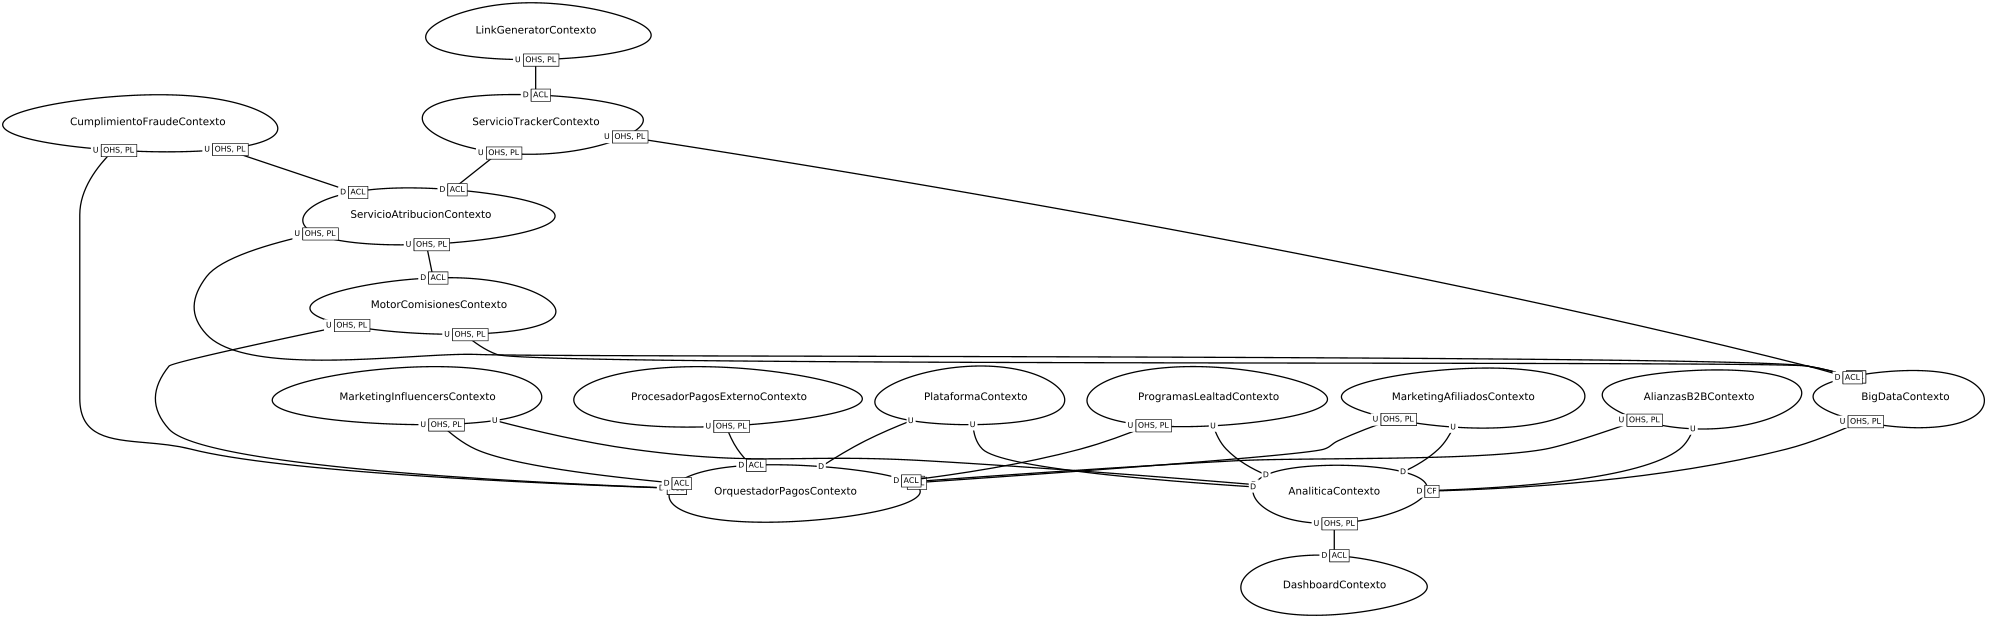 LinkGeneratorContexto
U OHS, PL
D ACL
ServicioTrackerContexto
U OHS, PL
U OHS, PL
CumplimientoFraudeContexto
U OHS, PL
U OHS, PL
D ACL
D ACL
ServicioAtribucionContexto
U OHS, PL
U OHS, PL
D ACL
MotorComisionesContexto
U OHS, PL
U OHS, PL
D ACL
MarketingInfluencersContexto
U OHS, PL
U
ProcesadorPagosExternoContexto
U OHS, PL
PlataformaContexto
U
U
ProgramasLealtadContexto
U OHS, PL
U
MarketingAfiliadosContexto
U OHS, PL
U
AlianzasB2BContexto
U OHS, PL
U
BigDataContexto
U OHS, PL
D ACL
D ACL
D
D ACL
OrquestadorPagosContexto
D
D
D
D CF
AnaliticaContexto
U OHS, PL
D ACL
DashboardContexto